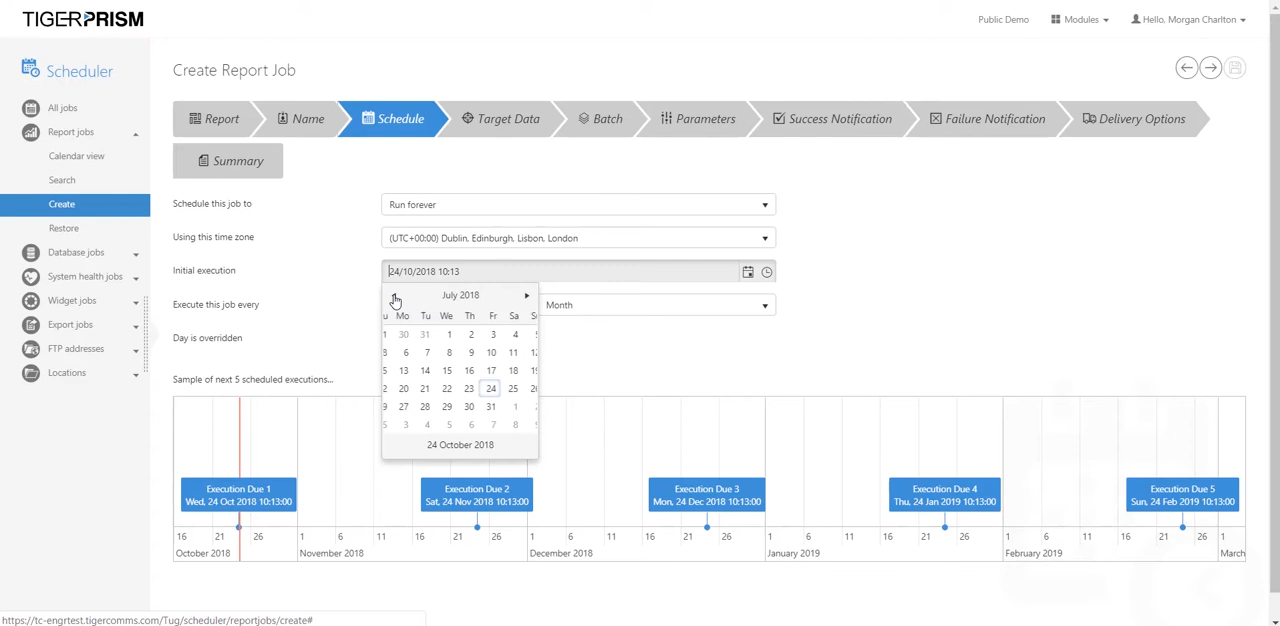 TIGERPRISM
Public Demo
Modules
Hello, Morgan Charlton
Scheduler
All jobs
Report jobs
Calendar view
Search
Create
Restore
Database jobs
System health jobs
Widget jobs
Export jobs
FTP addresses
Locations
Create Report Job
Report
Name
Schedule
Target Data
Batch
Parameters
Success Notification
Failure Notification
Delivery Options
Summary
Schedule this job to
Run forever
Using this time zone
(UTC+00:00) Dublin, Edinburgh, Lisbon, London
Initial execution
24/10/2018 10:13
Execute this job every
Month
Day is overridden
July 2018
u Mo Tu We Th Fr Sa S
1 30 31 1 2 3 4 5
8 6 7 8 9 10 11 12
5 13 14 15 16 17 18 19
2 20 21 22 23 24 25 26
9 27 28 29 30 31 1 2
5 3 4 5 6 7 8
24 October 2018
Sample of next 5 scheduled executions...
Execution Due 1
Wed, 24 Oct 2018 10:13:00
Execution Due 2
Sat, 24 Nov 2018 10:13:00
Execution Due 3
Mon, 24 Dec 2018 10:13:00
Execution Due 4
Thu, 24 Jan 2019 10:13:00
Execution Due 5
Sun, 24 Feb 2019 10:13:00
16 21 26 1 6 11 16 21 26 1 6 11 16 21 26 1 6 11 16 21 26 1 6 11 16 21 26 1
October 2018 November 2018 December 2018 January 2019 February 2019 March
https://tc-engrtest.tigercomms.com/Tug/scheduler/reportjobs/create#